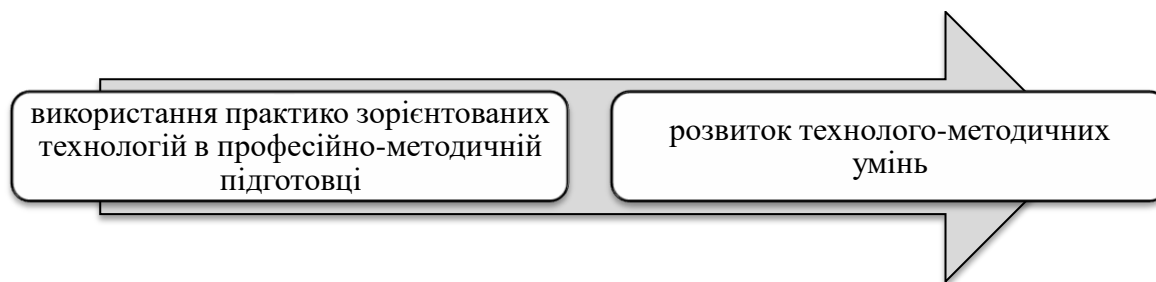 використання практико зорієнтованих
технологій в професійно-методичній
підготовці
розвиток технолого-методичних
умінь